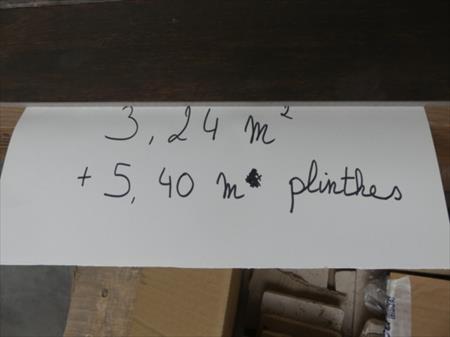 3,24 m²
+ 5,40 m plinthes